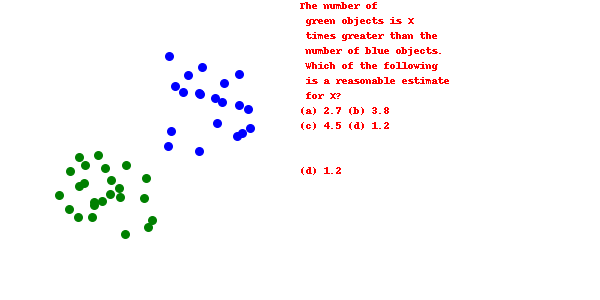 The number of
green objects is X
times greater than the
number of blue objects.
Which of the following
is a reasonable estimate
for X?
(a) 2.7 (b) 3.8
(c) 4.5 (d) 1.2
(d) 1.2